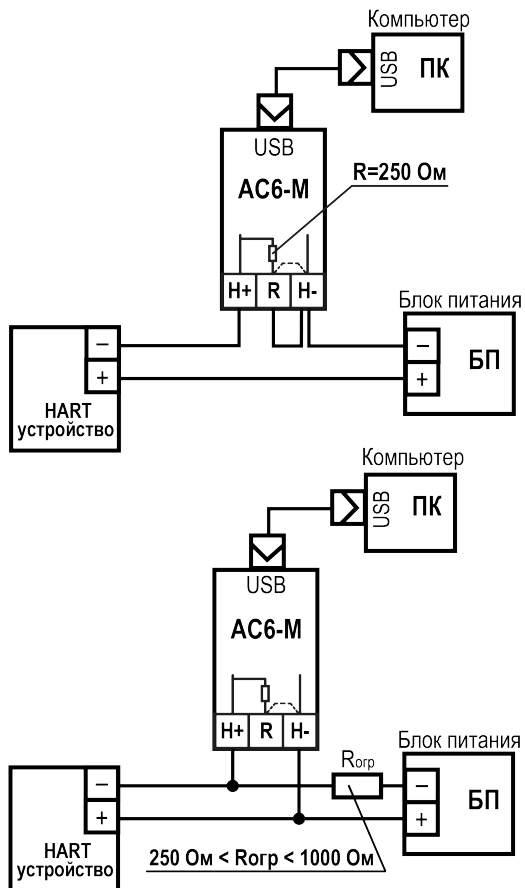 Компьютер
USB
ПК
USB
АС6-М
R=250 Ом
H+ R H-
Блок питания
−
+
HART
устройство
−
+
БП
Компьютер
USB
ПК
USB
АС6-М
H+ R H-
Rогр
Блок питания
−
+
HART
устройство
−
+
БП
250 Ом < Rогр < 1000 Ом